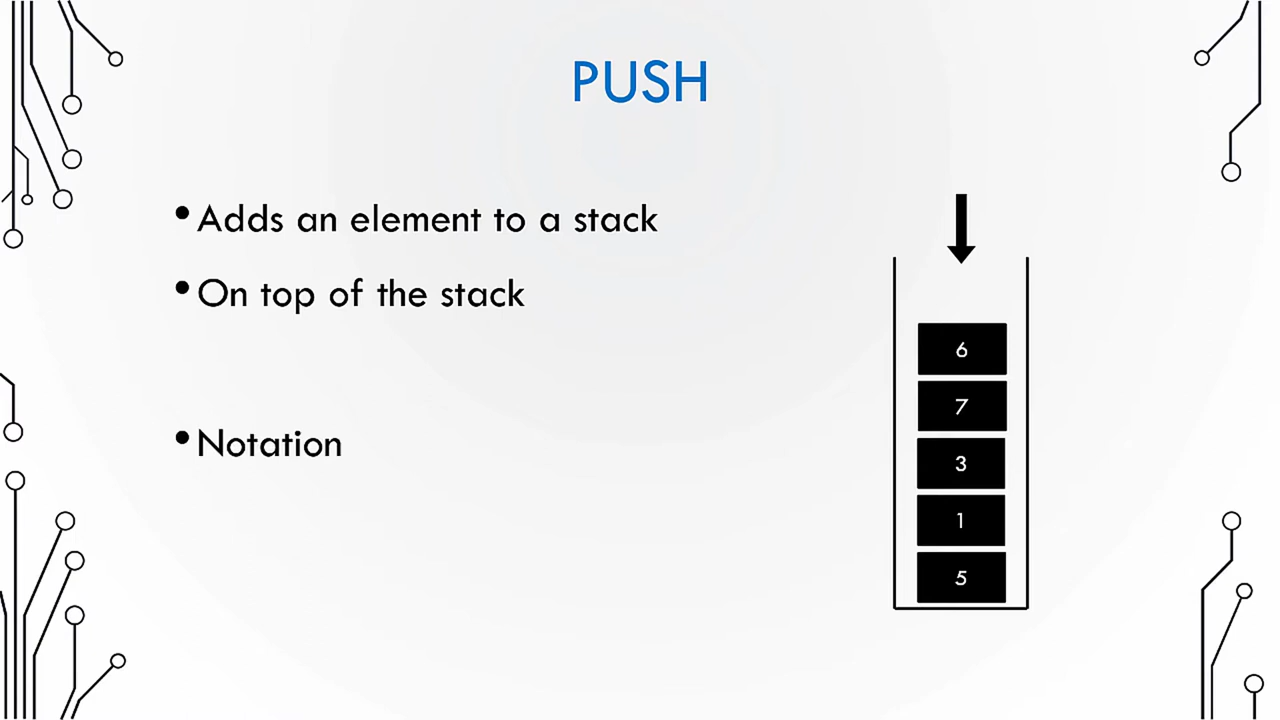 PUSH
• Adds an element to a stack
• On top of the stack
• Notation
6
7
3
1
5